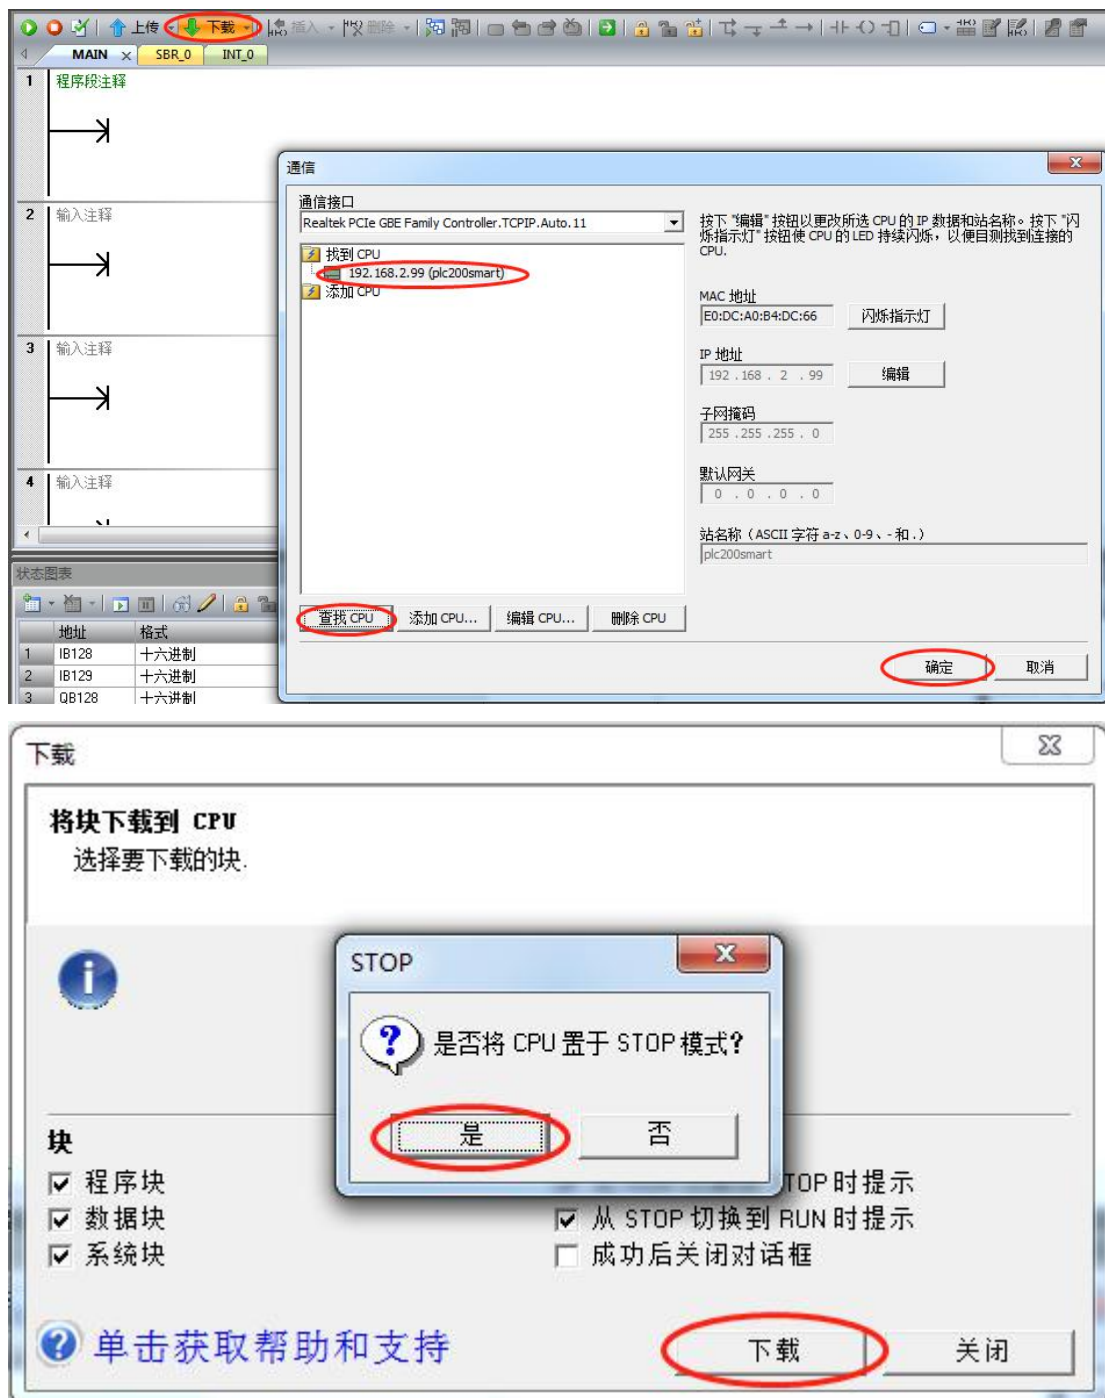 上传 下载 插入 删除
MAIN SBR_0 INT_0
1 程序段注释
2 输入注释
3 输入注释
4 输入注释
状态图表
地址 格式
1 IB128 十六进制
2 IB129 十六进制
3 QB128 十六进制
通信
通信接口
Realtek PCIe GBE Family Controller.TCPIP.Auto.11
找到 CPU
192.168.2.99 (plc200smart)
添加 CPU
查找 CPU 添加 CPU... 编辑 CPU... 删除 CPU
按下 "编辑" 按钮以更改所选 CPU 的 IP 数据和站名称。按下 "闪
烁指示灯" 按钮使 CPU 的 LED 持续闪烁，以便目测找到连接的
CPU.
MAC 地址
E0:DC:A0:B4:DC:66 闪烁指示灯
IP 地址
192 . 168 . 2 . 99 编辑
子网掩码
255 . 255 . 255 . 0
默认网关
0 . 0 . 0 . 0
站名称（ASCII 字符 a-z、0-9、- 和 .）
plc200smart
确定 取消
下载
将块下载到 CPU
选择要下载的块.
STOP
是否将 CPU 置于 STOP 模式?
是 否
块
程序块 TOP 时提示
数据块 从 STOP 切换到 RUN 时提示
系统块 成功后关闭对话框
单击获取帮助和支持 下载 关闭